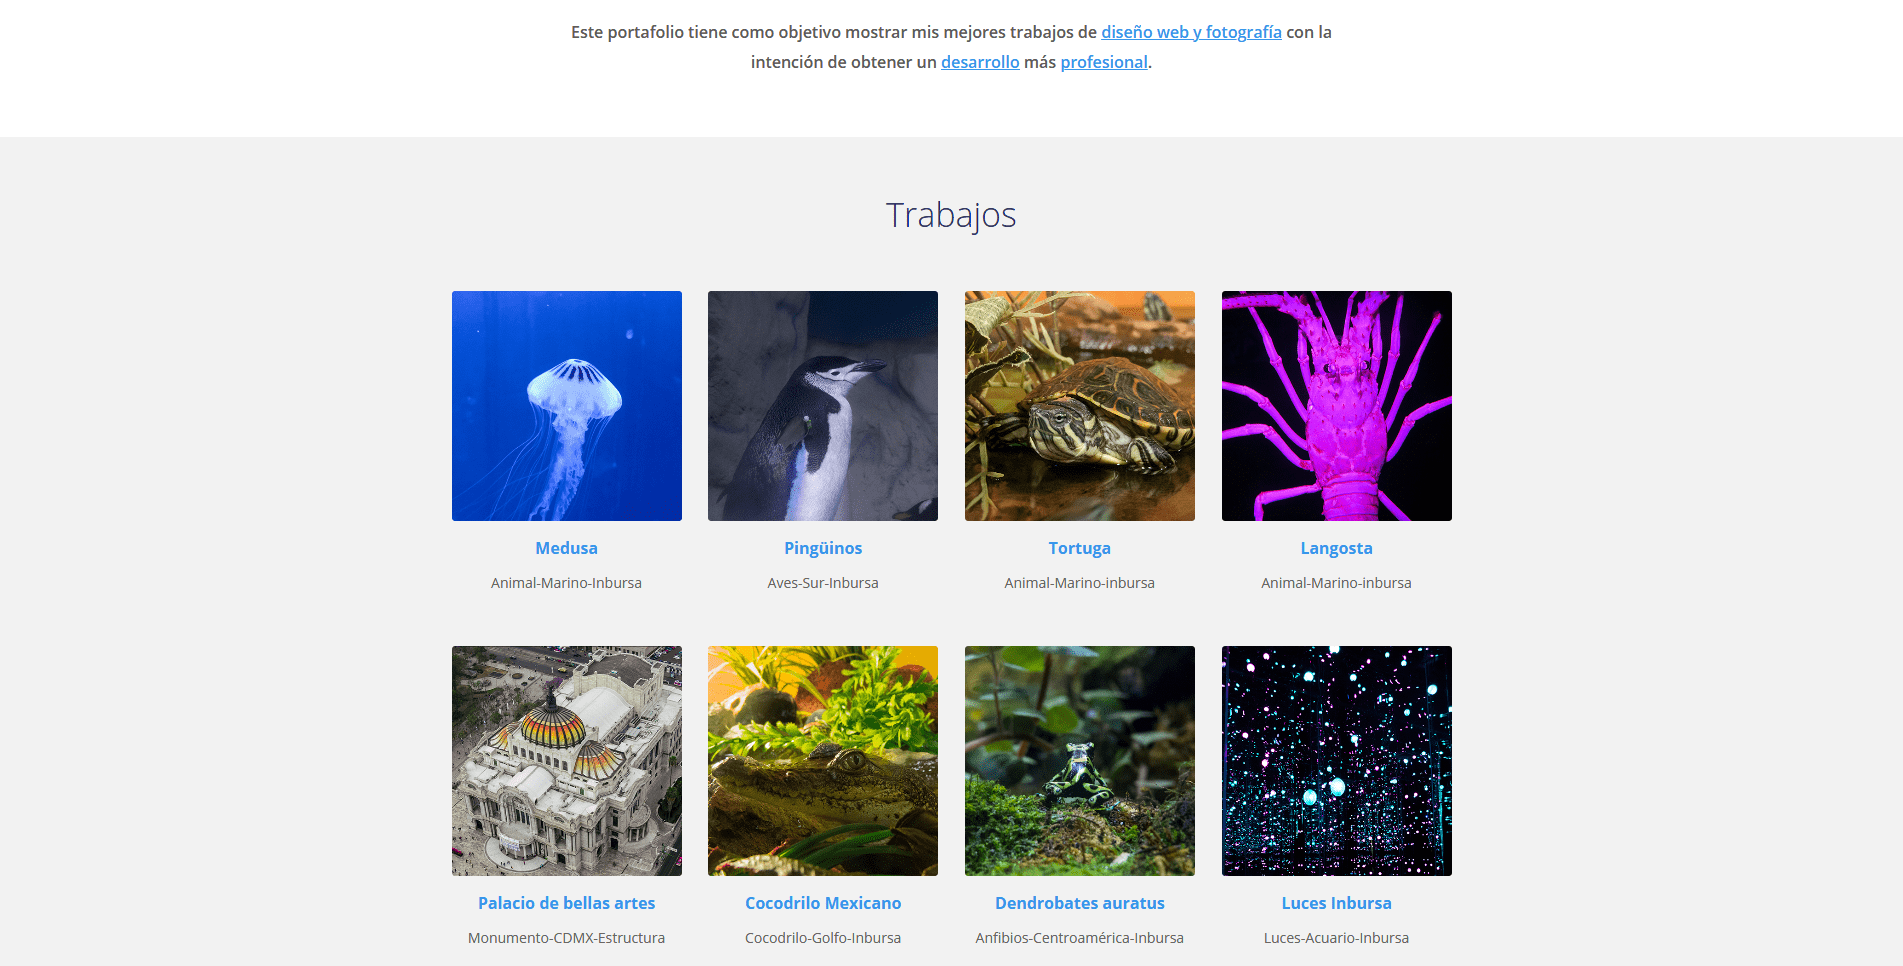 Este portafolio tiene como objetivo mostrar mis mejores trabajos de diseño web y fotografía con la
intención de obtener un desarrollo más profesional.
Trabajos
Medusa
Animal-Marino-Inbursa
Pingüinos
Aves-Sur-Inbursa
Tortuga
Animal-Marino-inbursa
Langosta
Animal-Marino-inbursa
Palacio de bellas artes
Monumento-CDMX-Estructura
Cocodrilo Mexicano
Cocodrilo-Golfo-Inbursa
Dendrobates auratus
Anfibios-Centroamérica-Inbursa
Luces Inbursa
Luces-Acuario-Inbursa